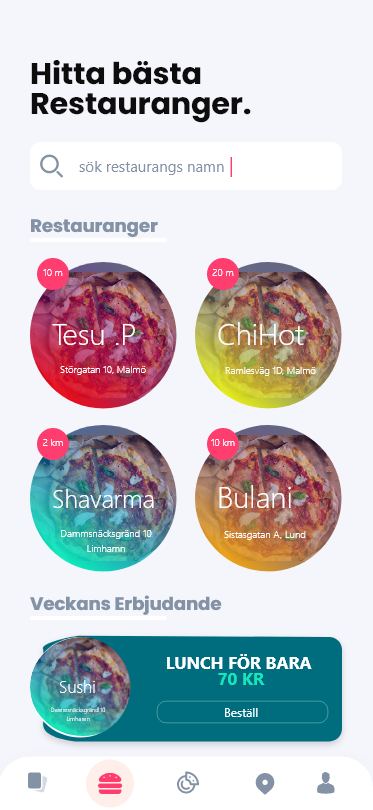 Hitta bästa
Restauranger.
sök restaurangs namn
Restauranger
10 m
Tesu .P
Störgatan 10, Malmö
20 m
ChiHot
Ramlesväg 1D, Malmö
2 km
Shavarma
Dammsnäcksgränd 10
Limhamn
10 km
Bulani
Sistasgatan A, Lund
Veckans Erbjudande
Sushi
Dammsnäcksgränd 10
Limhamn
LUNCH FÖR BARA
70 KR
Beställ